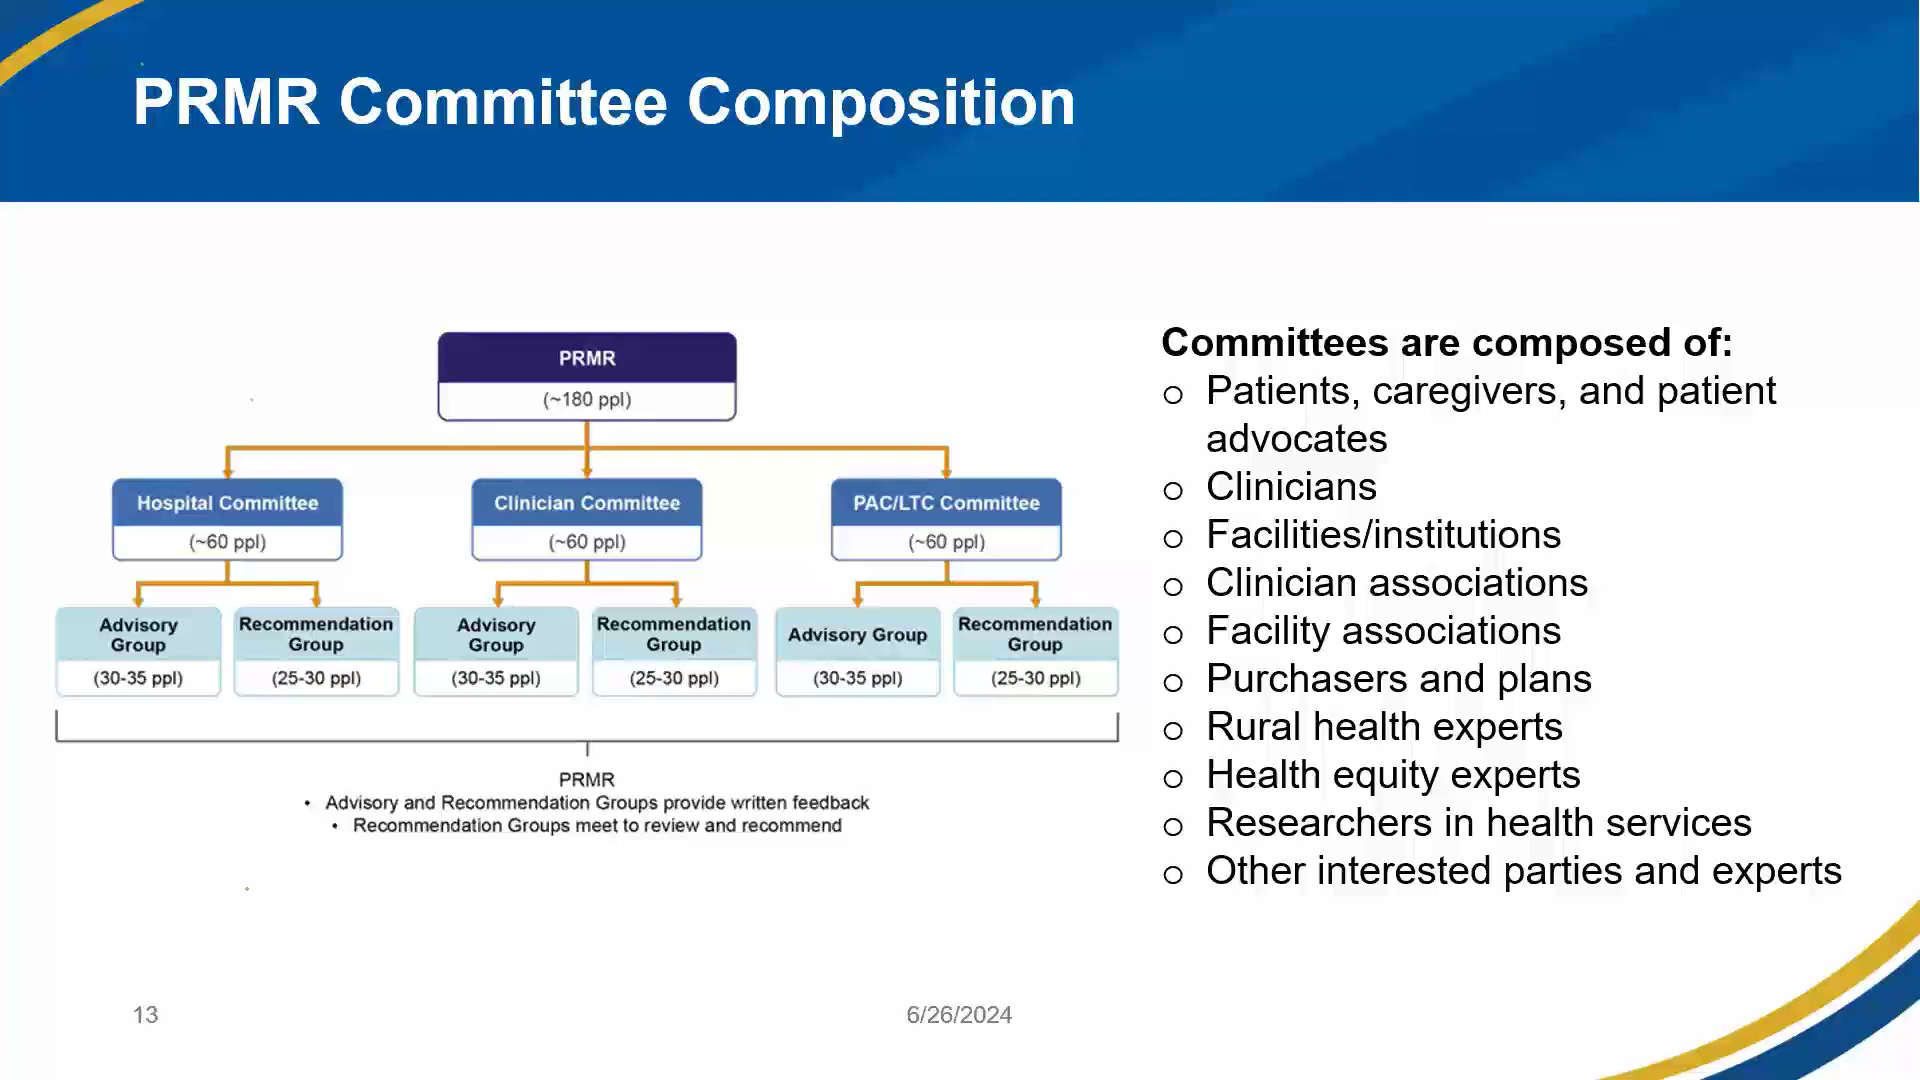 PRMR Committee Composition
PRMR
(~180 ppl)
Hospital Committee
(~60 ppl)
Clinician Committee
(~60 ppl)
PAC/LTC Committee
(~60 ppl)
Advisory
Group
(30-35 ppl)
Recommendation
Group
(25-30 ppl)
Advisory
Group
(30-35 ppl)
Recommendation
Group
(25-30 ppl)
Advisory Group
(30-35 ppl)
Recommendation
Group
(25-30 ppl)
PRMR
• Advisory and Recommendation Groups provide written feedback
• Recommendation Groups meet to review and recommend
Committees are composed of:
o Patients, caregivers, and patient
advocates
o Clinicians
o Facilities/institutions
o Clinician associations
o Facility associations
o Purchasers and plans
o Rural health experts
o Health equity experts
o Researchers in health services
o Other interested parties and experts
13
6/26/2024